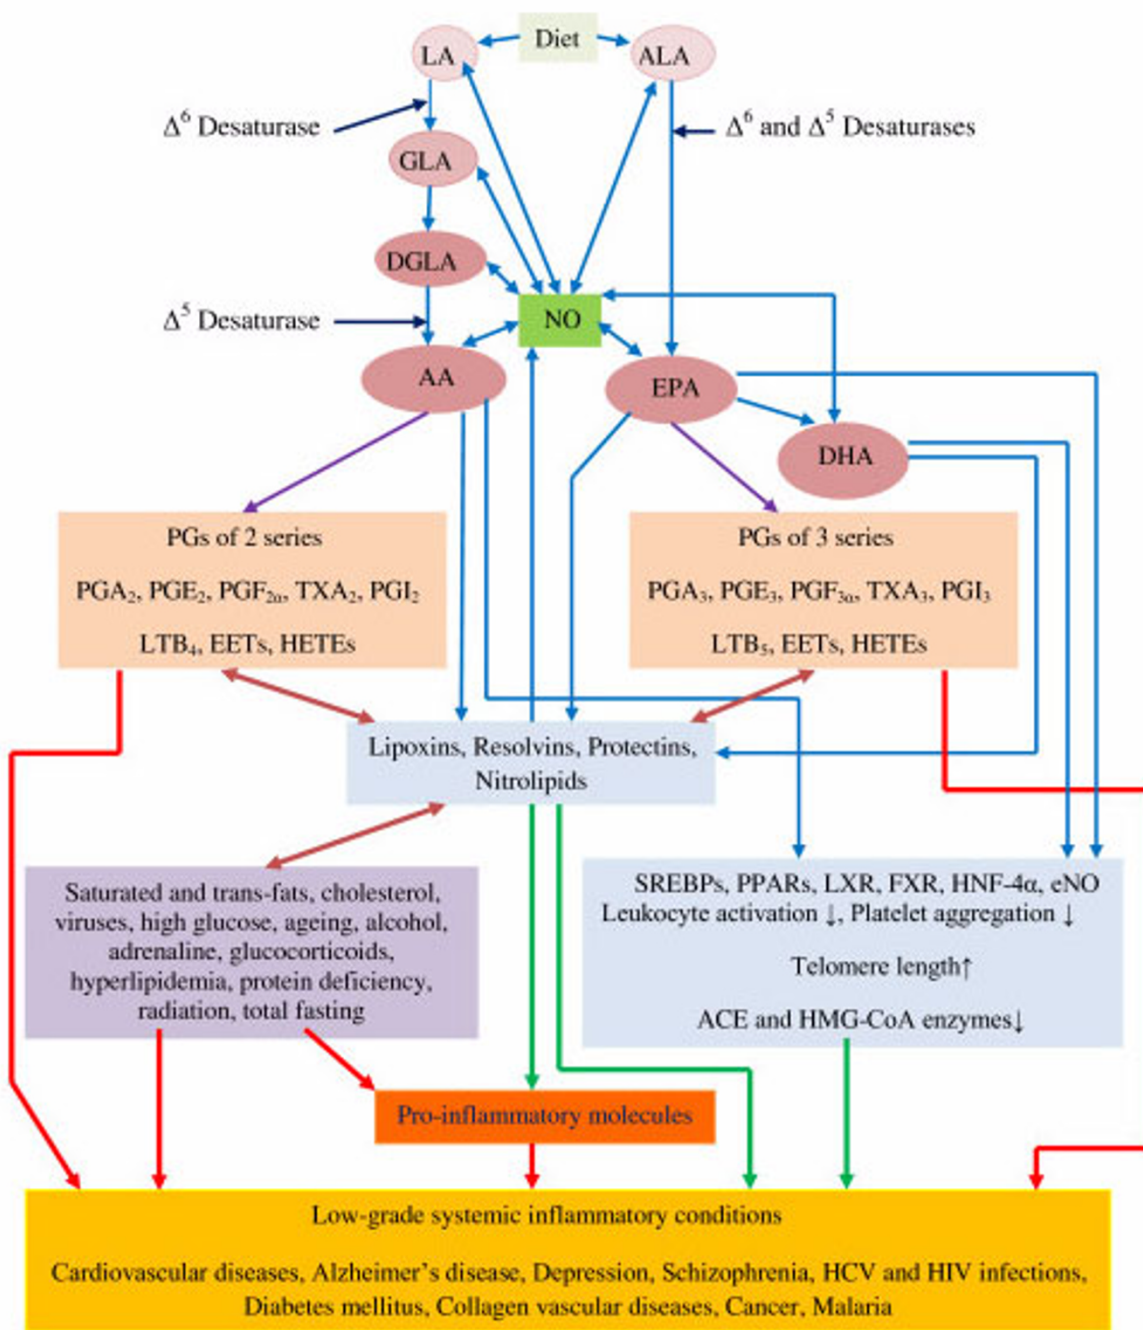 Diet
LA
ALA
Δ⁶ Desaturase
Δ⁶ and Δ⁵ Desaturases
GLA
DGLA
Δ⁵ Desaturase
NO
AA
EPA
DHA
PGs of 2 series
PGA₂, PGE₂, PGF₂α, TXA₂, PGI₂
LTB₄, EETs, HETEs
PGs of 3 series
PGA₃, PGE₃, PGF₃α, TXA₃, PGI₃
LTB₅, EETs, HETEs
Lipoxins, Resolvins, Protectins,
Nitrolipids
Saturated and trans-fats, cholesterol,
viruses, high glucose, ageing, alcohol,
adrenaline, glucocorticoids,
hyperlipidemia, protein deficiency,
radiation, total fasting
SREBPs, PPARs, LXR, FXR, HNF-4α, eNO
Leukocyte activation ↓, Platelet aggregation ↓
Telomere length↑
ACE and HMG-CoA enzymes↓
Pro-inflammatory molecules
Low-grade systemic inflammatory conditions
Cardiovascular diseases, Alzheimer’s disease, Depression, Schizophrenia, HCV and HIV infections,
Diabetes mellitus, Collagen vascular diseases, Cancer, Malaria